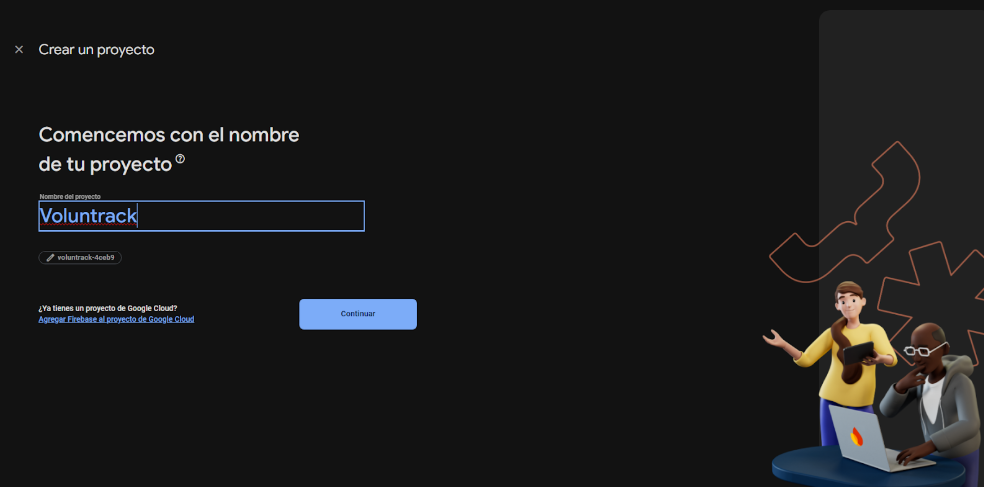 Crear un proyecto
Comencemos con el nombre
de tu proyecto
Nombre del proyecto
Voluntrack
voluntrack-4ceb9
¿Ya tienes un proyecto de Google Cloud?
Agregar Firebase al proyecto de Google Cloud
Continuar